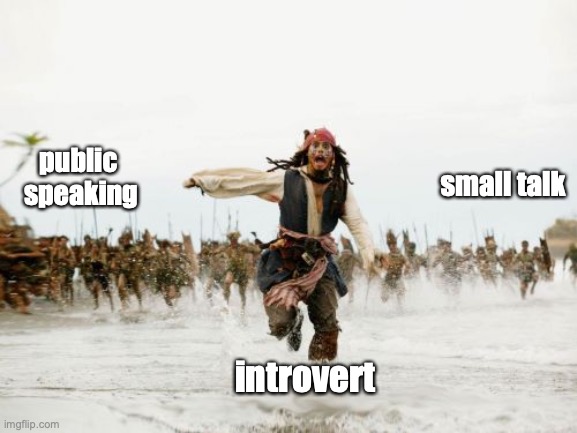 public
speaking
small talk
introvert
imgflip.com